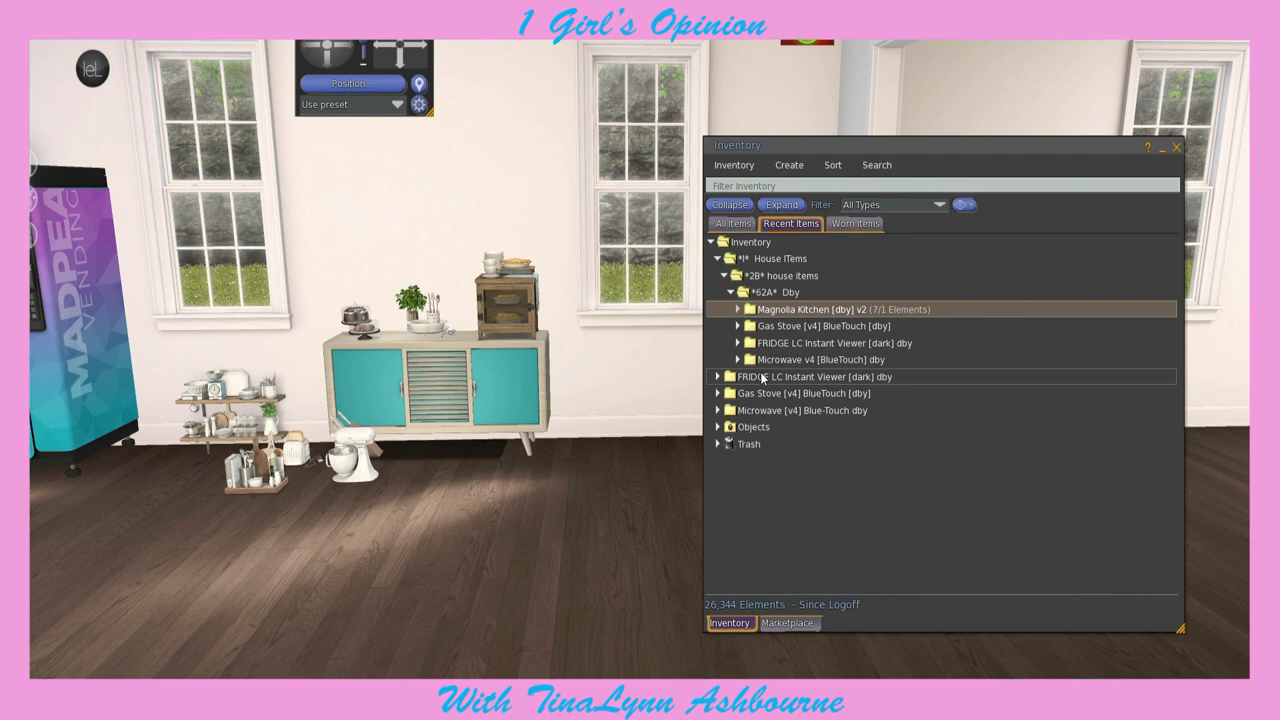 1 Girl's Opinion
leL
Position...
Use preset
MADPEA
VENDING
Inventory
? _ X
Inventory Create Sort Search
Filter Inventory
Collapse Expand Filter: All Types
All Items Recent Items Worn Items
Inventory
*I* House ITems
*2B* house items
*62A* Dby
Magnolia Kitchen [dby] v2 (7/1 Elements)
Gas Stove [v4] BlueTouch [dby]
FRIDGE LC Instant Viewer [dark] dby
Microwave v4 [BlueTouch] dby
FRIDGE LC Instant Viewer [dark] dby
Gas Stove [v4] BlueTouch [dby]
Microwave [v4] Blue-Touch dby
Objects
Trash
26,344 Elements - Since Logoff
Inventory Marketplace
With TinaLynn Ashbourne